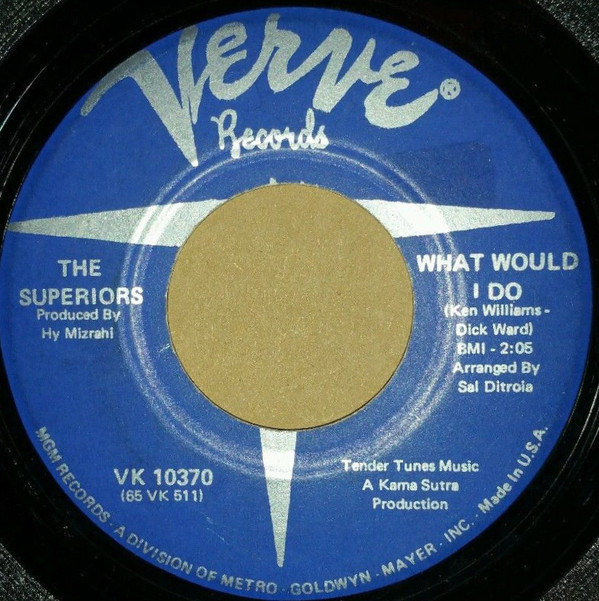 Verve®
Records
THE
SUPERIORS
Produced By
Hy Mizrahi
WHAT WOULD
I DO
(Ken Williams-
Dick Ward)
BMI - 2:05
Arranged By
Sal Ditroia
VK 10370
(65 VK 511)
Tender Tunes Music
A Kama Sutra
Production
MGM RECORDS · A DIVISION OF METRO - GOLDWYN - MAYER, INC. · Made In U.S.A.